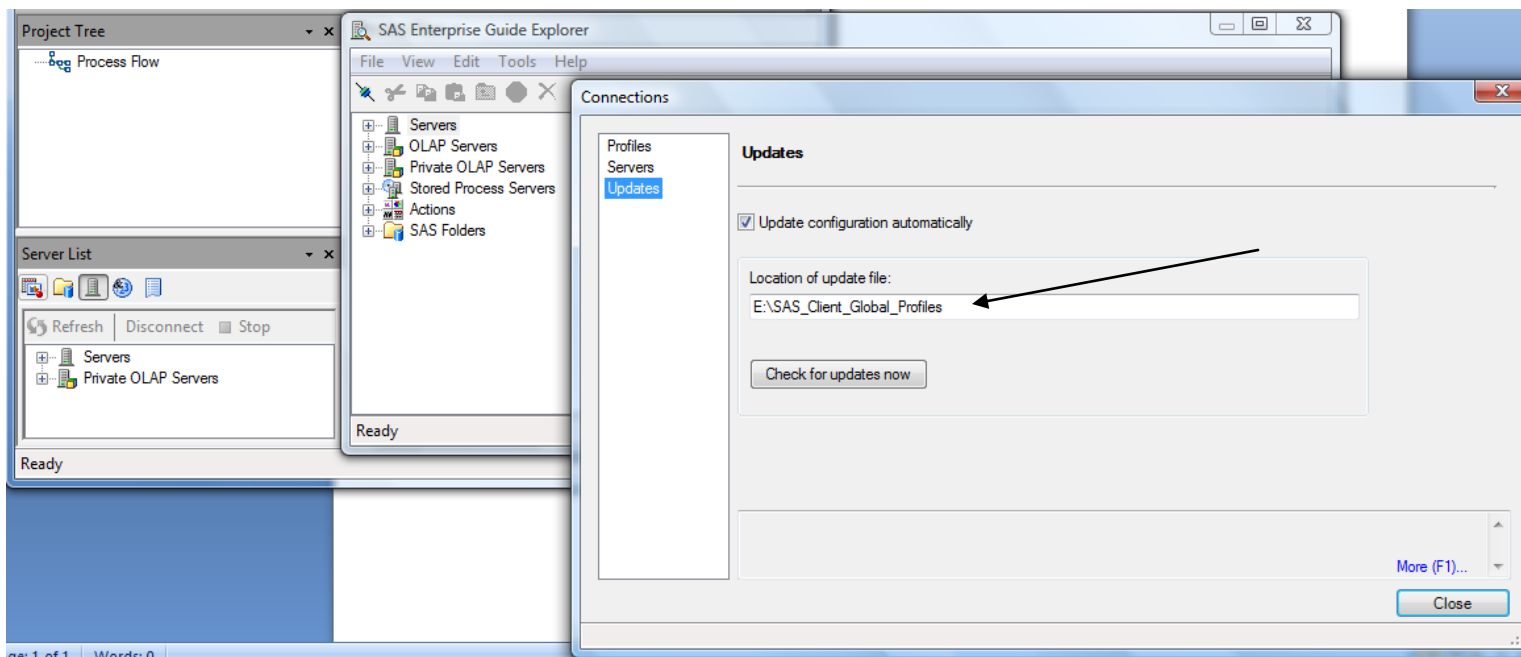 Project Tree
Process Flow
Server List
Refresh Disconnect Stop
Servers
Private OLAP Servers
Ready
SAS Enterprise Guide Explorer
File View Edit Tools Help
Servers
OLAP Servers
Private OLAP Servers
Stored Process Servers
Actions
SAS Folders
Ready
Connections
Profiles
Servers
Updates
Updates
Update configuration automatically
Location of update file:
E:\SAS_Client_Global_Profiles
Check for updates now
More (F1)...
Close
1 of 1 Words: 0